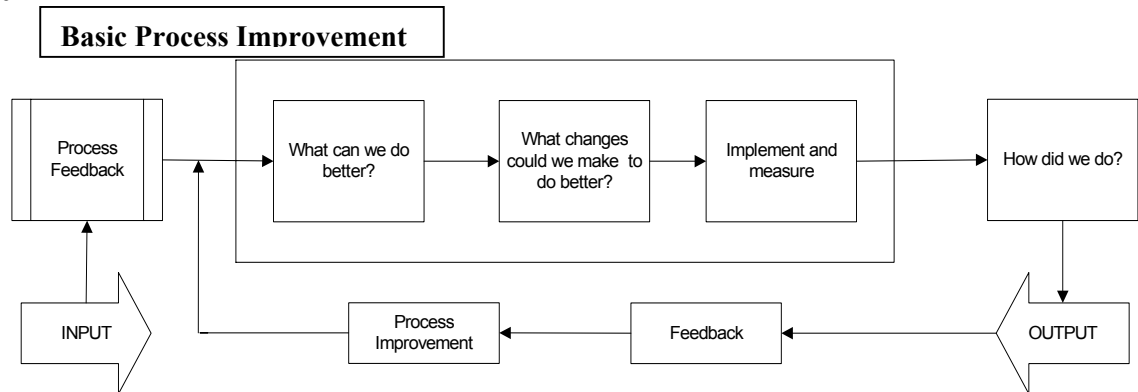 Basic Process Improvement
Process
Feedback
What can we do
better?
What changes
could we make to
do better?
Implement and
measure
How did we do?
INPUT
Process
Improvement
Feedback
OUTPUT